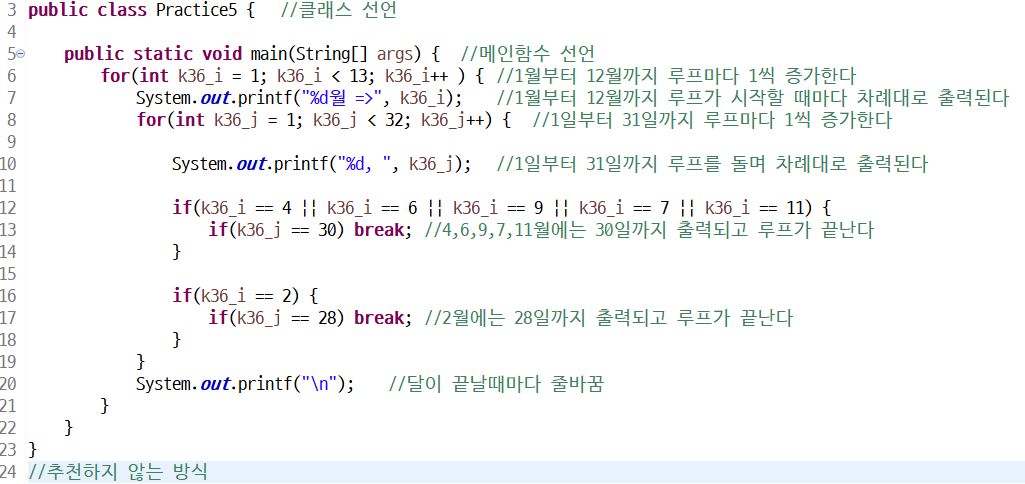 3 public class Practice5 {   //클래스 선언
4
5 public static void main(String[] args) {  //메인함수 선언
6 for(int k36_i = 1; k36_i < 13; k36_i++ ) { //1월부터 12월까지 루프마다 1씩 증가한다
7 System.out.printf("%d월 =>", k36_i);    //1월부터 12월까지 루프가 시작할 때마다 차례대로 출력된다
8 for(int k36_j = 1; k36_j < 32; k36_j++) {  //1일부터 31일까지 루프마다 1씩 증가한다
9
10 System.out.printf("%d, ", k36_j);   //1일부터 31일까지 루프를 돌며 차례대로 출력된다
11
12 if(k36_i == 4 || k36_i == 6 || k36_i == 9 || k36_i == 7 || k36_i == 11) {
13 if(k36_j == 30) break; //4,6,9,7,11월에는 30일까지 출력되고 루프가 끝난다
14 }
15
16 if(k36_i == 2) {
17 if(k36_j == 28) break; //2월에는 28일까지 출력되고 루프가 끝난다
18 }
19 }
20 System.out.printf("\n");    //달이 끝날때마다 줄바꿈
21 }
22 }
23 }
24 //추천하지 않는 방식